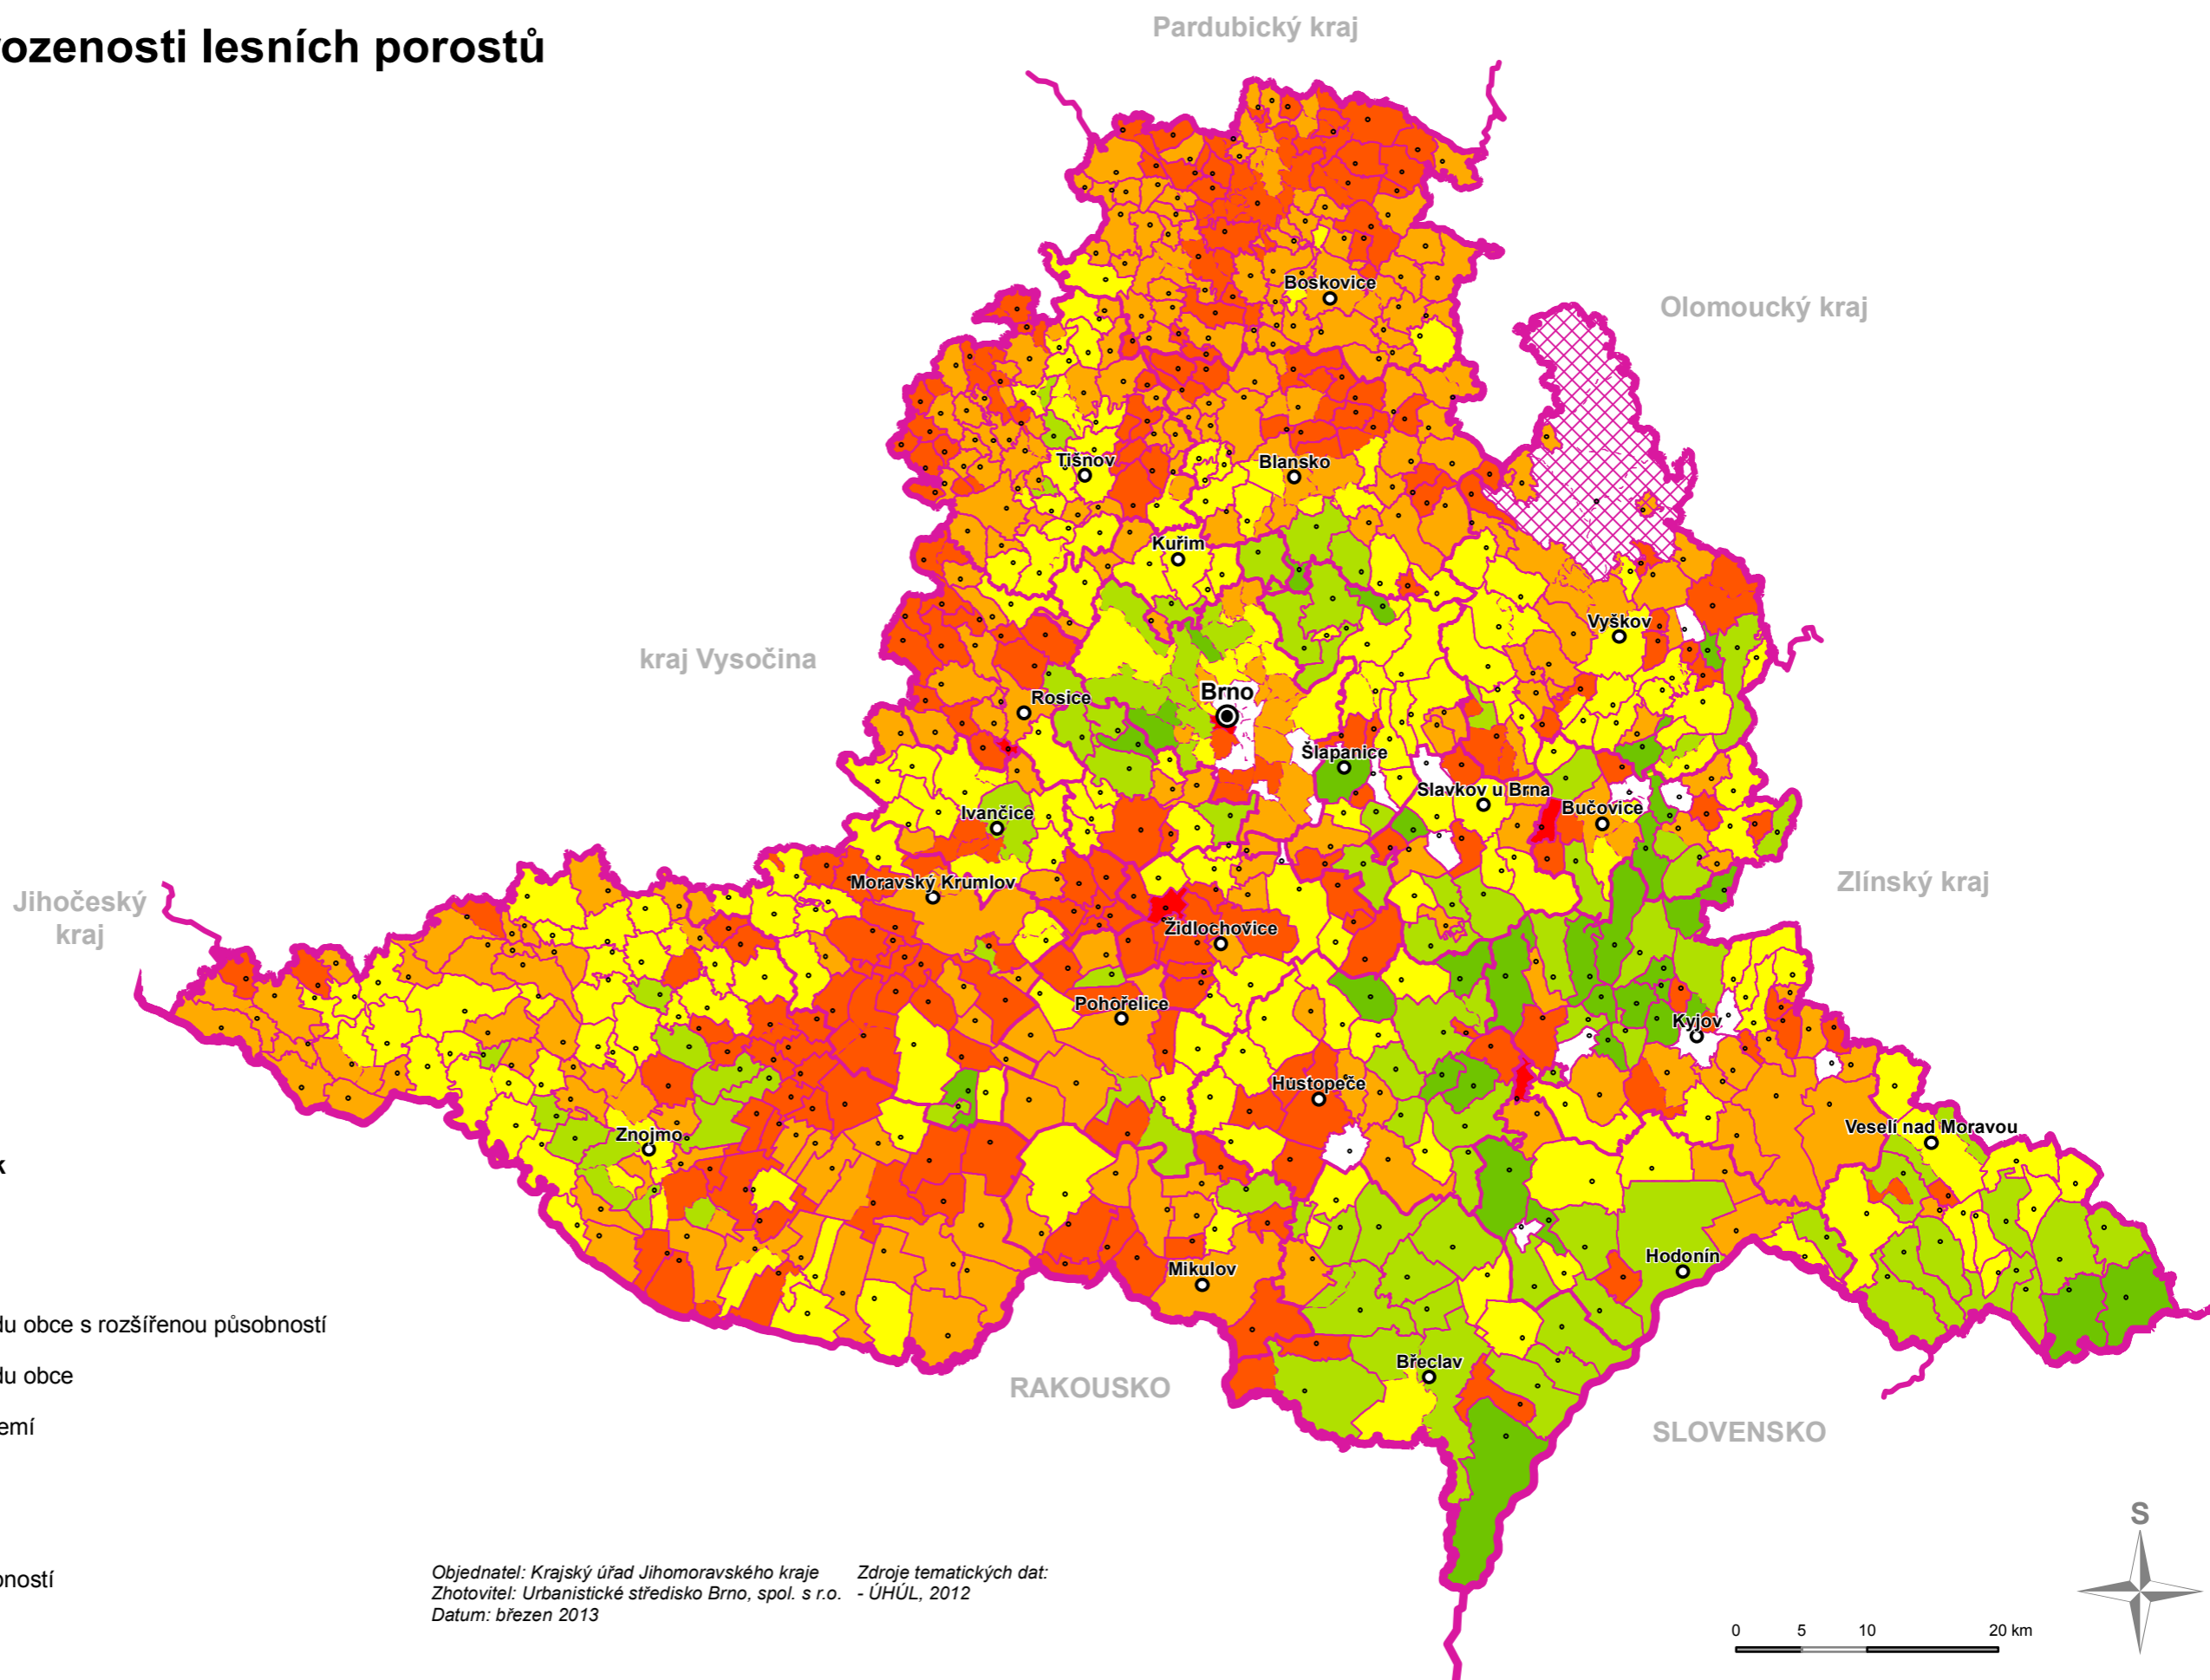 ozenosti lesních porostů
Pardubický kraj
Olomoucký kraj
Boskovice
Tišnov
Blansko
Kuřim
Vyškov
kraj Vysočina
Brno
Rosice
Šlapanice
Slavkov u Brna
Bučovice
Ivančice
Zlínský kraj
Moravský Krumlov
Jihočeský
kraj
Židlochovice
Pohořelice
Kyjov
Hustopeče
Veselí nad Moravou
Znojmo
k
Hodonín
Mikulov
du obce s rozšířenou působností
Břeclav
du obce
RAKOUSKO
emí
SLOVENSKO
S
ností
Objednatel: Krajský úřad Jihomoravského kraje
Zhotovitel: Urbanistické středisko Brno, spol. s r.o.
Datum: březen 2013
Zdroje tematických dat:
- ÚHÚL, 2012
0 5 10 20 km